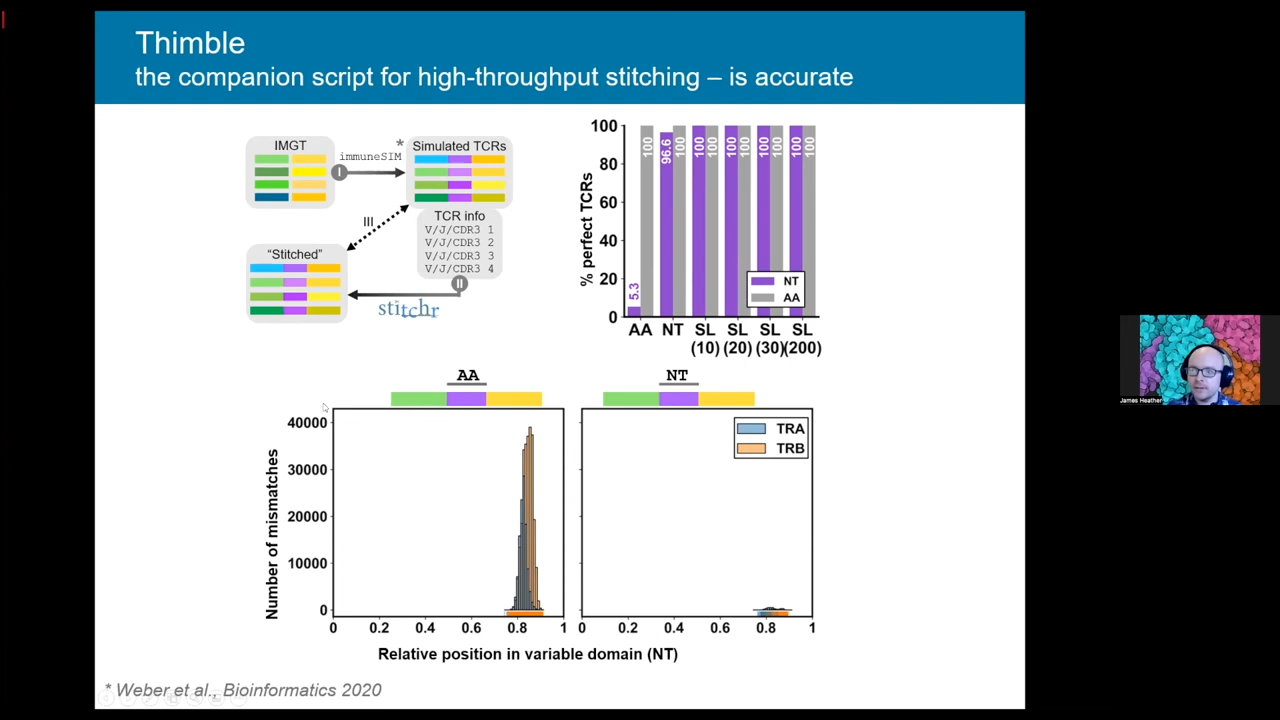 Thimble
the companion script for high-throughput stitching – is accurate
IMGT
immuneSIM
*
Simulated TCRs
I
III
TCR info
V/J/CDR3 1
V/J/CDR3 2
V/J/CDR3 3
V/J/CDR3 4
"Stitched"
II
stitchr
% perfect TCRs
100
80
60
40
20
0
5.3
100
96.6
100
100
100
100
100
100
100
100
100
NT
AA
AA NT SL SL SL SL
(10) (20) (30)(200)
AA
NT
Number of mismatches
40000
30000
20000
10000
0
TRA
TRB
0 0.2 0.4 0.6 0.8 1
0 0.2 0.4 0.6 0.8 1
Relative position in variable domain (NT)
* Weber et al., Bioinformatics 2020
James Heather